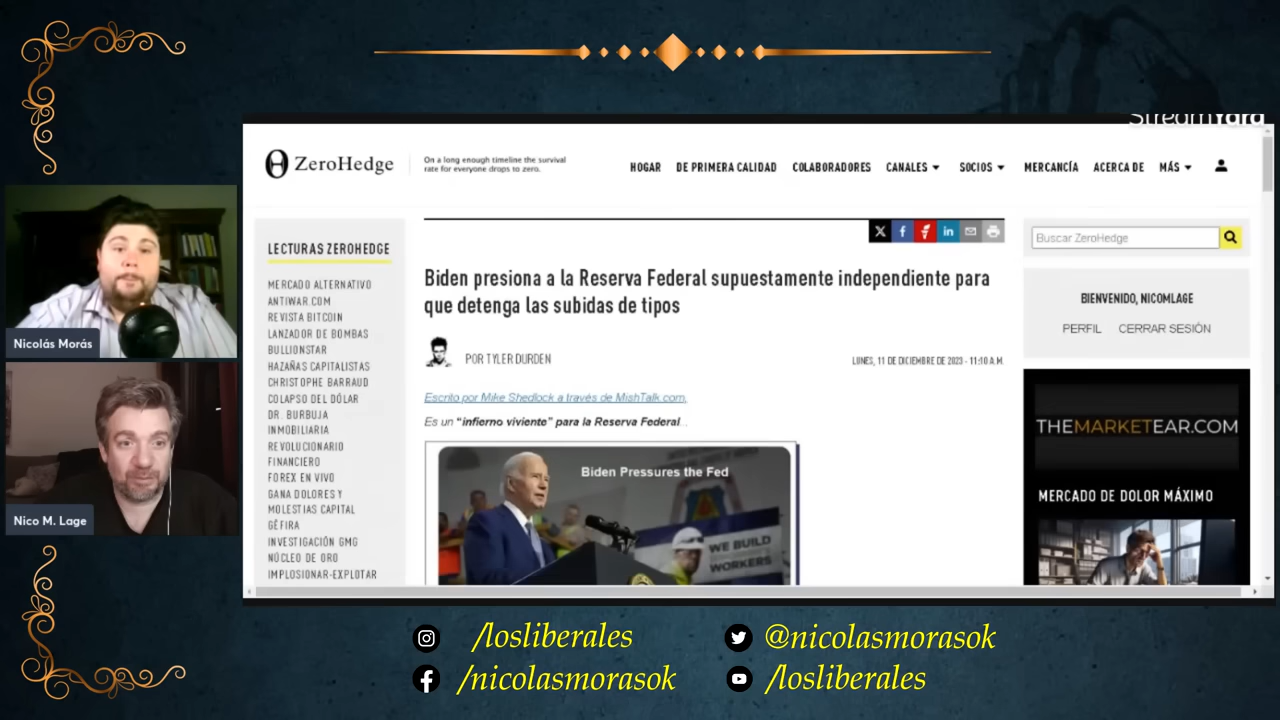 StreamYard
ZeroHedge
On a long enough timeline the survival
rate for everyone drops to zero.
HOGAR DE PRIMERA CALIDAD COLABORADORES CANALES SOCIOS MERCANCÍA ACERCA DE MÁS
LECTURAS ZEROHEDGE
MERCADO ALTERNATIVO
ANTIWAR.COM
REVISTA BITCOIN
LANZADOR DE BOMBAS
BULLIONSTAR
HAZAÑAS CAPITALISTAS
CHRISTOPHE BARRAUD
COLAPSO DEL DÓLAR
DR. BURBUJA
INMOBILIARIA
REVOLUCIONARIO
FINANCIERO
FOREX EN VIVO
GANA DOLORES Y
MOLESTIAS CAPITAL
GÉFIRA
INVESTIGACIÓN GMG
NÚCLEO DE ORO
IMPLOSIONAR-EXPLOTAR
Biden presiona a la Reserva Federal supuestamente independiente para
que detenga las subidas de tipos
POR TYLER DURDEN
LUNES, 11 DE DICIEMBRE DE 2023 - 11:10 A.M.
Escrito por Mike Shedlock a través de MishTalk.com,
Es un “infierno viviente” para la Reserva Federal...
Biden Pressures the Fed
WE BUILD
WORKERS
Buscar ZeroHedge
BIENVENIDO, NICOMLAGE
PERFIL CERRAR SESIÓN
THEMARKETEAR.COM
MERCADO DE DOLOR MÁXIMO
Nicolás Morás
Nico M. Lage
/losliberales
@nicolasmorasok
/nicolasmorasok
/losliberales